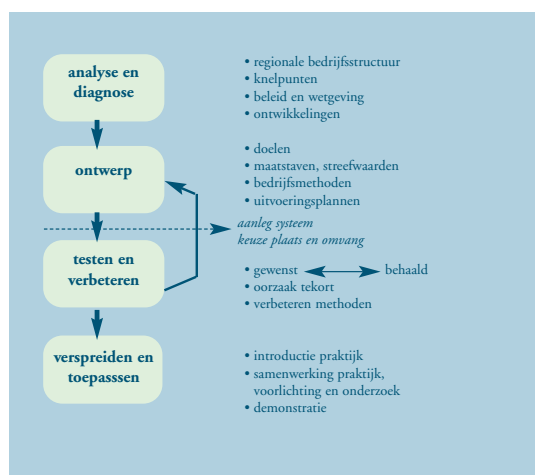 analyse en
diagnose
• regionale bedrijfsstructuur
• knelpunten
• beleid en wetgeving
• ontwikkelingen
ontwerp
• doelen
• maatstaven, streefwaarden
• bedrijfsmethoden
• uitvoeringsplannen
aanleg systeem
keuze plaats en omvang
testen en
verbeteren
• gewenst behaald
• oorzaak tekort
• verbeteren methoden
verspreiden en
toepasssen
• introductie praktijk
• samenwerking praktijk,
voorlichting en onderzoek
• demonstratie